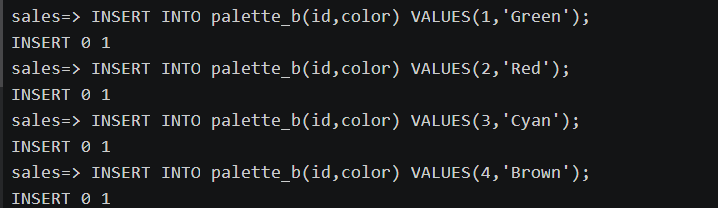 sales=> INSERT INTO palette_b(id,color) VALUES(1,'Green');
INSERT 0 1
sales=> INSERT INTO palette_b(id,color) VALUES(2,'Red');
INSERT 0 1
sales=> INSERT INTO palette_b(id,color) VALUES(3,'Cyan');
INSERT 0 1
sales=> INSERT INTO palette_b(id,color) VALUES(4,'Brown');
INSERT 0 1